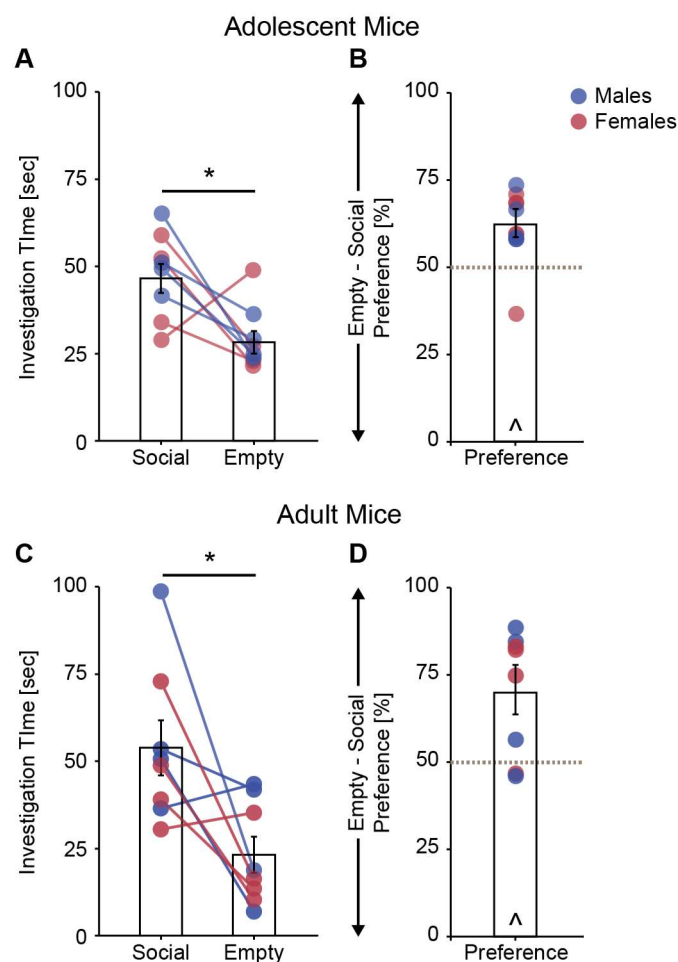 Adolescent Mice
A
B
100
75
50
25
0
Investigation TIme [sec]
*
Social
Empty
Empty - Social
Preference [%]
100
75
50
25
0
^
Preference
Males
Females
Adult Mice
C
D
100
75
50
25
0
Investigation TIme [sec]
*
Social
Empty
Empty - Social
Preference [%]
100
75
50
25
0
^
Preference